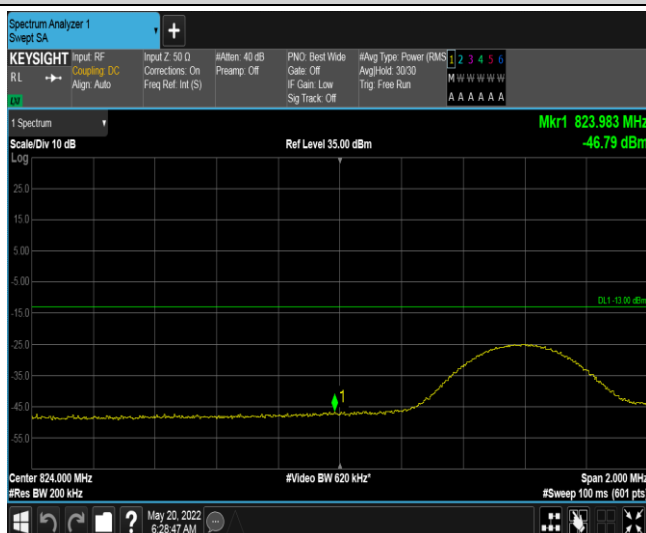 Spectrum Analyzer 1
Swept SA
+
KEYSIGHT
RL
Input: RF
Coupling: DC
Align: Auto
Input Z: 50 Ω
Corrections: On
Freq Ref: Int (S)
#Atten: 40 dB
Preamp: Off
PNO: Best Wide
Gate: Off
IF Gain: Low
Sig Track: Off
#Avg Type: Power (RMS
Avg|Hold: 30/30
Trig: Free Run
1 2 3 4 5 6
M W W W W W
A A A A A A
1 Spectrum
Mkr1 823.983 MHz
Scale/Div 10 dB
Ref Level 35.00 dBm
-46.79 dBm
Log
25.0
15.0
5.00
-5.00
DL1 -13.00 dBm
-15.0
-25.0
-35.0
1
-45.0
-55.0
Center 824.000 MHz
#Video BW 620 kHz*
Span 2.000 MHz
#Res BW 200 kHz
#Sweep 100 ms (601 pts)
?
May 20, 2022
6:28:47 AM